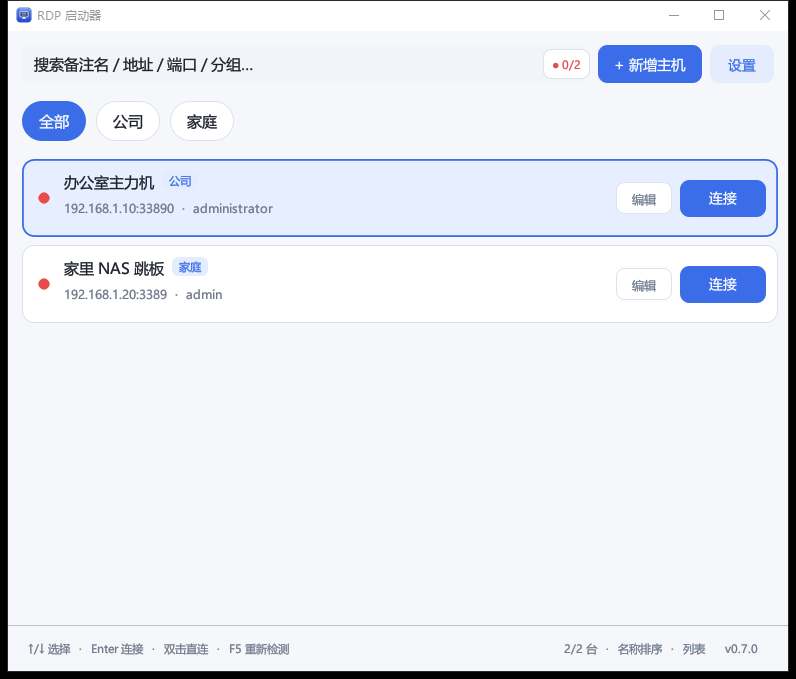 RDP 启动器
搜索备注名 / 地址 / 端口 / 分组... 0/2 + 新增主机 设置
全部 公司 家庭
办公室主力机 公司
192.168.1.10:33890 · administrator 编辑 连接
家里 NAS 跳板 家庭
192.168.1.20:3389 · admin 编辑 连接
↑/↓ 选择 · Enter 连接 · 双击直连 · F5 重新检测 2/2 台 · 名称排序 · 列表 v0.7.0